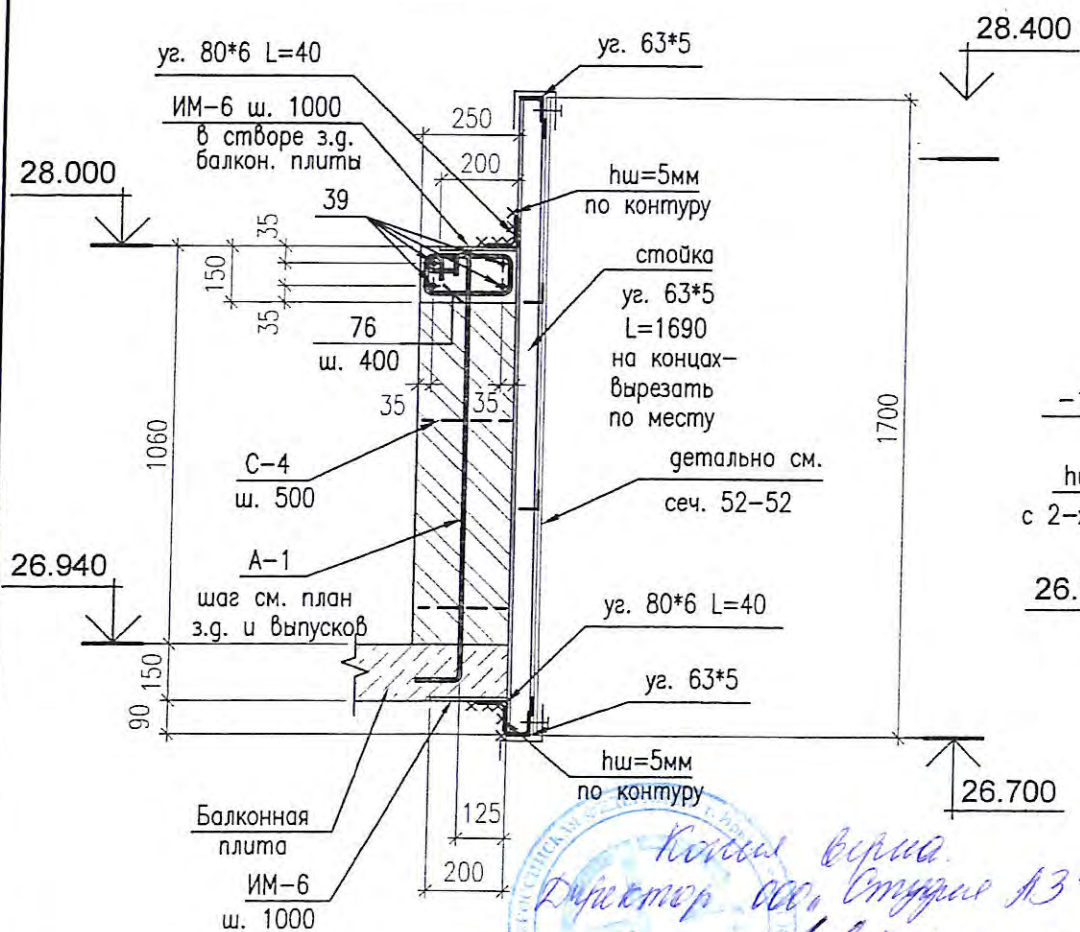 28.400
уг. 80*6 L=40
уг. 63*5
ИМ-6 ш. 1000
в створе з.д.
балкон. плиты
250
200
hш=5мм
по контуру
28.000
39
35
150
35
стойка
уг. 63*5
L=1690
на концах-
вырезать
по месту
76
ш. 400
35
35
1060
1700
С-4
ш. 500
детально см.
сеч. 52-52
с 2-
А-1
шаг см. план
з.д. и выпусков
26.940
уг. 80*6 L=40
26.
150
90
уг. 63*5
hш=5мм
по контуру
26.700
Балконная
плита
125
200
ИМ-6
ш. 1000
Копия верна.
Директор ООО "Студия АЗ"